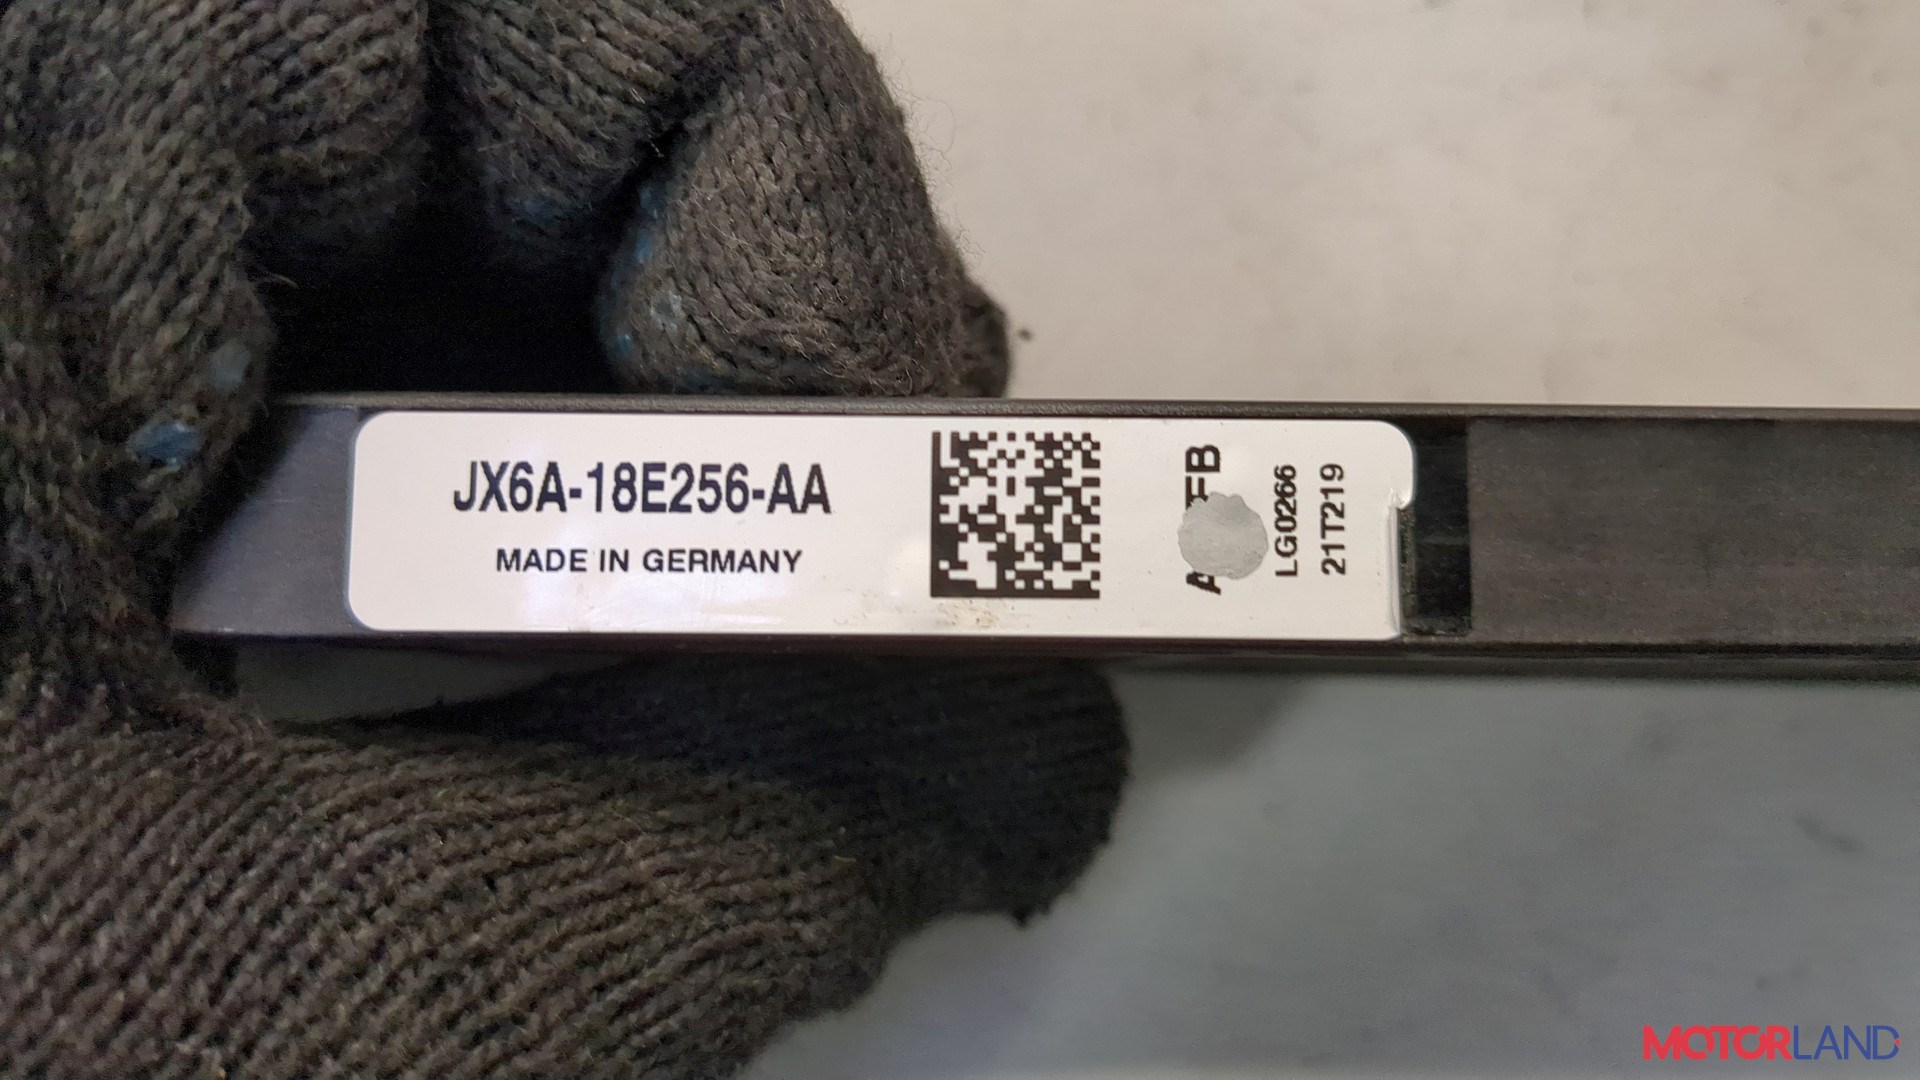 JX6A-18E256-AA
MADE IN GERMANY
LG0266
21T219
MOTORLAND